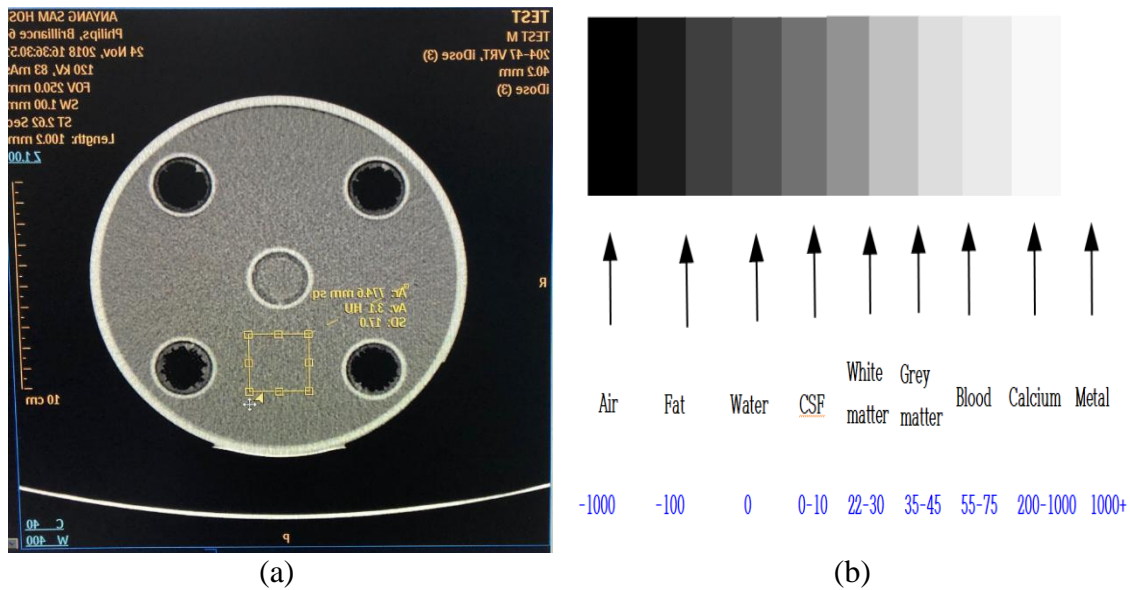 ANYANG SAM HOS
Philips, Brilliance 6
24 Nov, 2018 16:36:30.5
120 kV, 83 mAs
FOV 250.0 mm
SW 1.00 mm
ST 2.62 Sec
Length: 100.2 mm
Z 1.00
TEST
TEST M
204-47 VRT, iDose (3)
40.2 mm
iDose (3)
R
Ar: 774.6 mm sq
Av: 3.1 HU
SD: 17.0
10 cm
C 40
W 400
P
(a)
Air Fat Water CSF White matter Grey matter Blood Calcium Metal
-1000 -100 0 0-10 22-30 35-45 55-75 200-1000 1000+
(b)